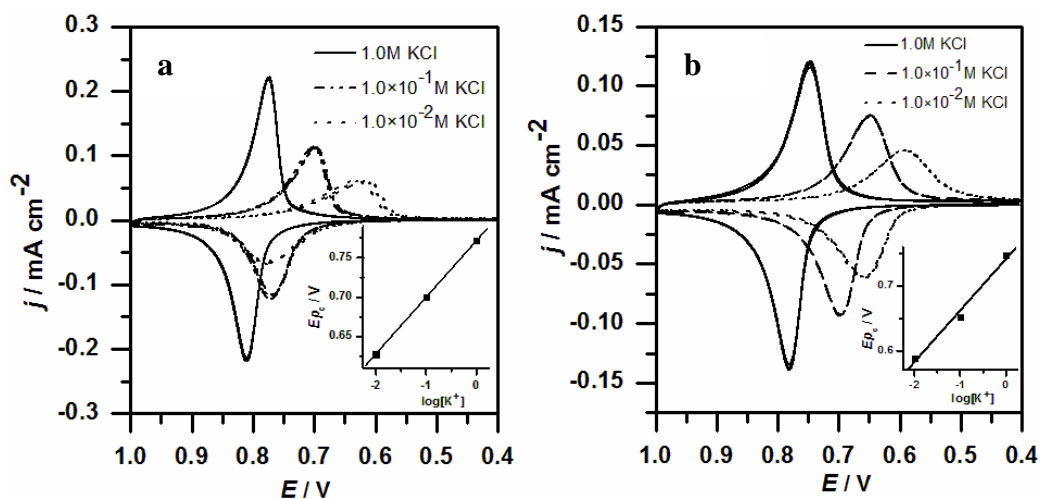 a
1.0M KCl
1.0×10⁻¹M KCl
1.0×10⁻²M KCl
0.3
0.2
0.1
0.0
-0.1
-0.2
-0.3
j / mA cm⁻²
1.0 0.9 0.8 0.7 0.6 0.5 0.4
E / V
0.75
0.70
0.65
Ep_c / V
-2 -1 0
log[K⁺]
b
1.0M KCl
1.0×10⁻¹M KCl
1.0×10⁻²M KCl
0.15
0.10
0.05
0.00
-0.05
-0.10
-0.15
j / mA cm⁻²
1.0 0.9 0.8 0.7 0.6 0.5 0.4
E / V
0.7
0.6
Ep_c / V
-2 -1 0
log[K⁺]